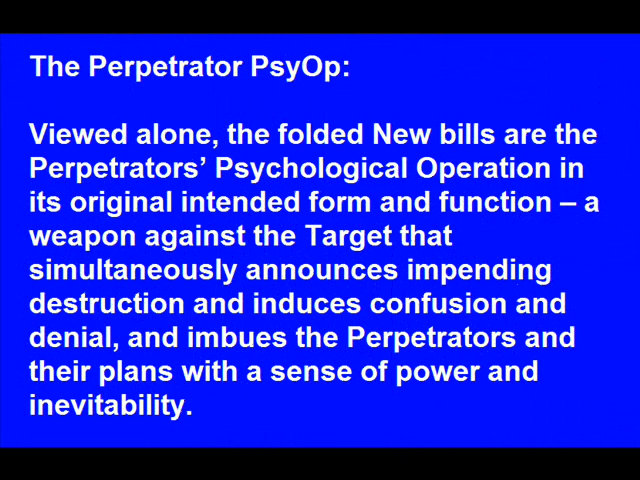 The Perpetrator PsyOp:
Viewed alone, the folded New bills are the
Perpetrators’ Psychological Operation in
its original intended form and function – a
weapon against the Target that
simultaneously announces impending
destruction and induces confusion and
denial, and imbues the Perpetrators and
their plans with a sense of power and
inevitability.